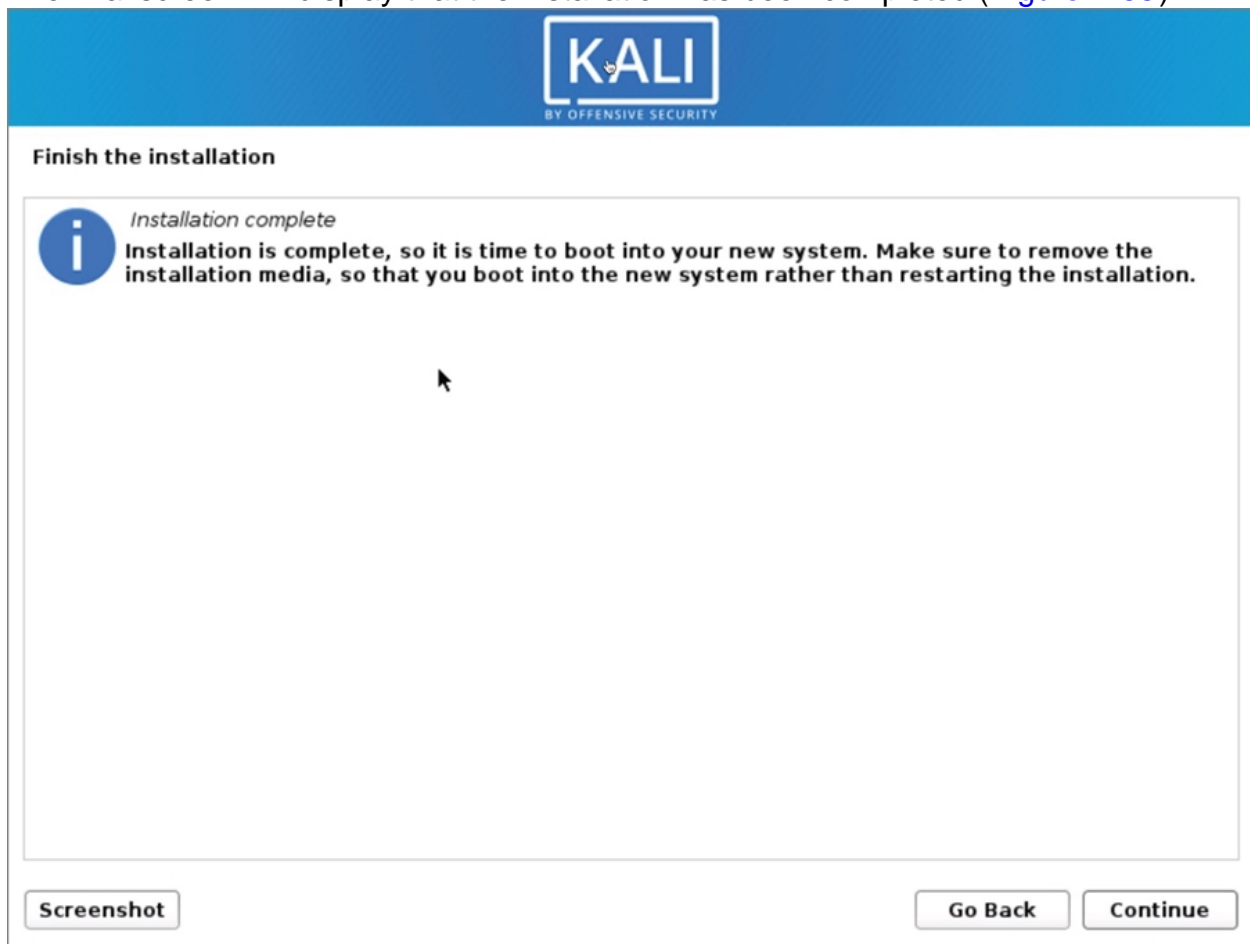 KALI
BY OFFENSIVE SECURITY
Finish the installation
Installation complete
Installation is complete, so it is time to boot into your new system. Make sure to remove the
installation media, so that you boot into the new system rather than restarting the installation.
Screenshot
Go Back
Continue